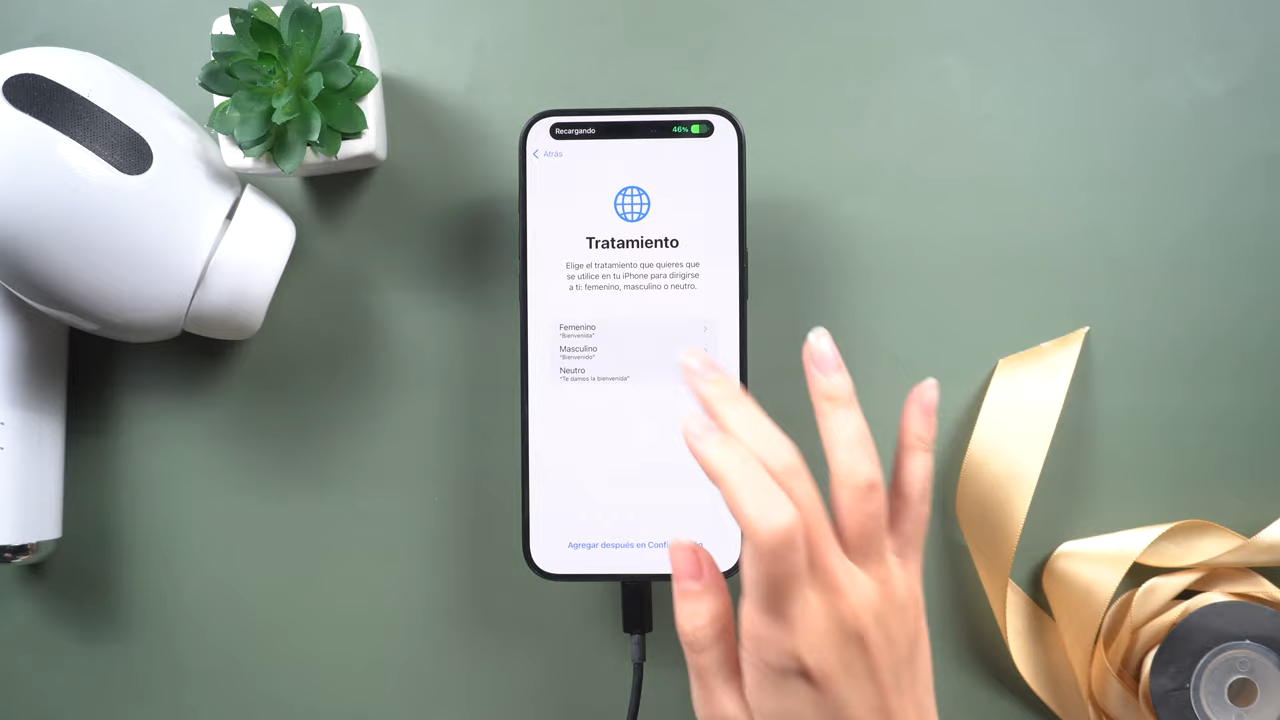 Recargando 46%
Atrás
Tratamiento
Elige el tratamiento que quieres que
se utilice en tu iPhone para dirigirse
a ti: femenino, masculino o neutro.
Femenino
"Bienvenida"
Masculino
"Bienvenido"
Neutro
"Te damos la bienvenida"
Agregar después en